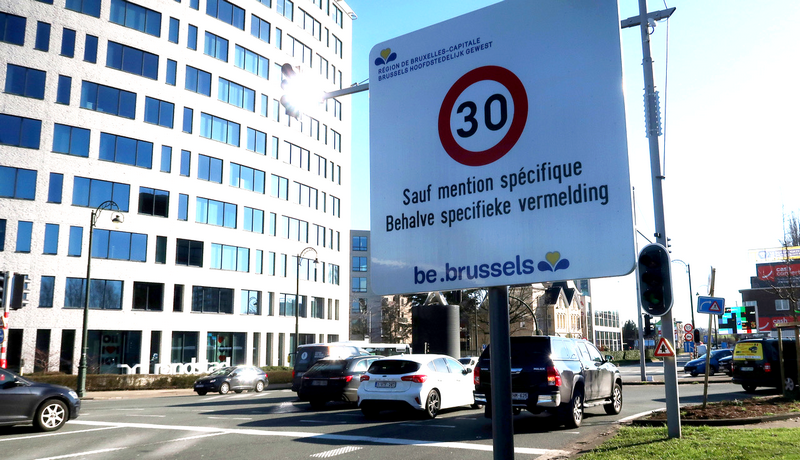 RÉGION DE BRUXELLES-CAPITALE
BRUSSELS HOOFDSTEDELIJK GEWEST
30
Sauf mention spécifique
Behalve specifieke vermelding
be.brussels